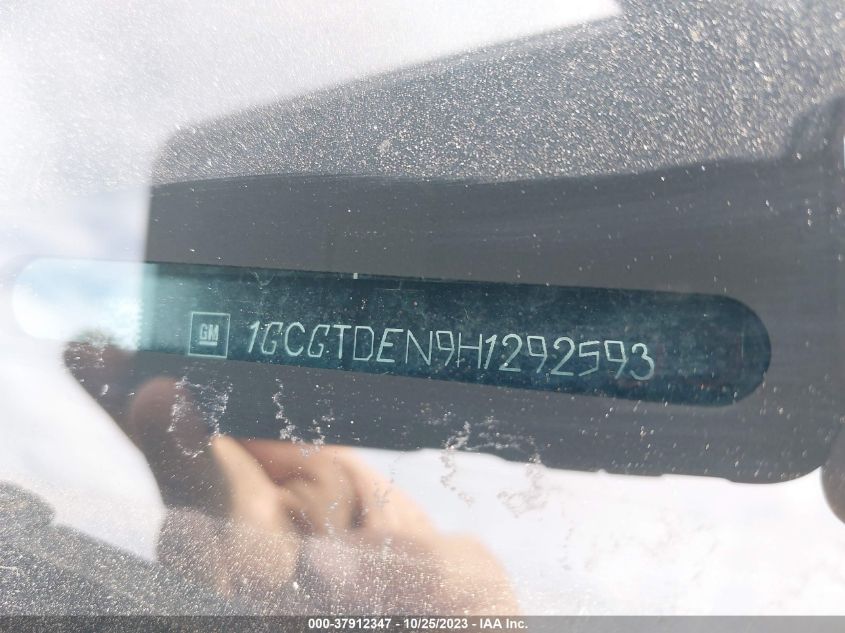 GM 1GCGTDEN9H1292593
000-37912347 - 10/25/2023 - IAA Inc.